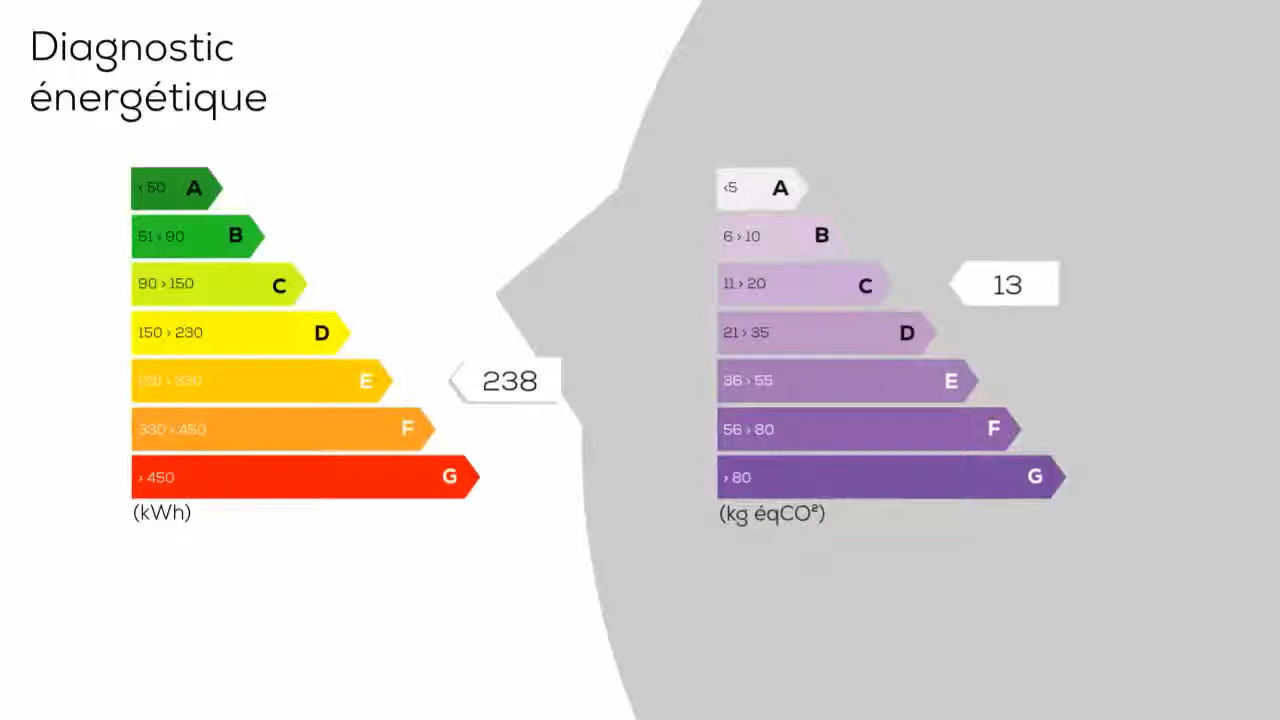 Diagnostic
énergétique
< 50 A
51 > 90 B
90 > 150 C
150 > 230 D
E
330 > 450 F
> 450 G
(kWh)
238
<5 A
6 > 10 B
11 > 20 C
21 > 35 D
36 > 55 E
56 > 80 F
> 80 G
(kg éqCO²)
13